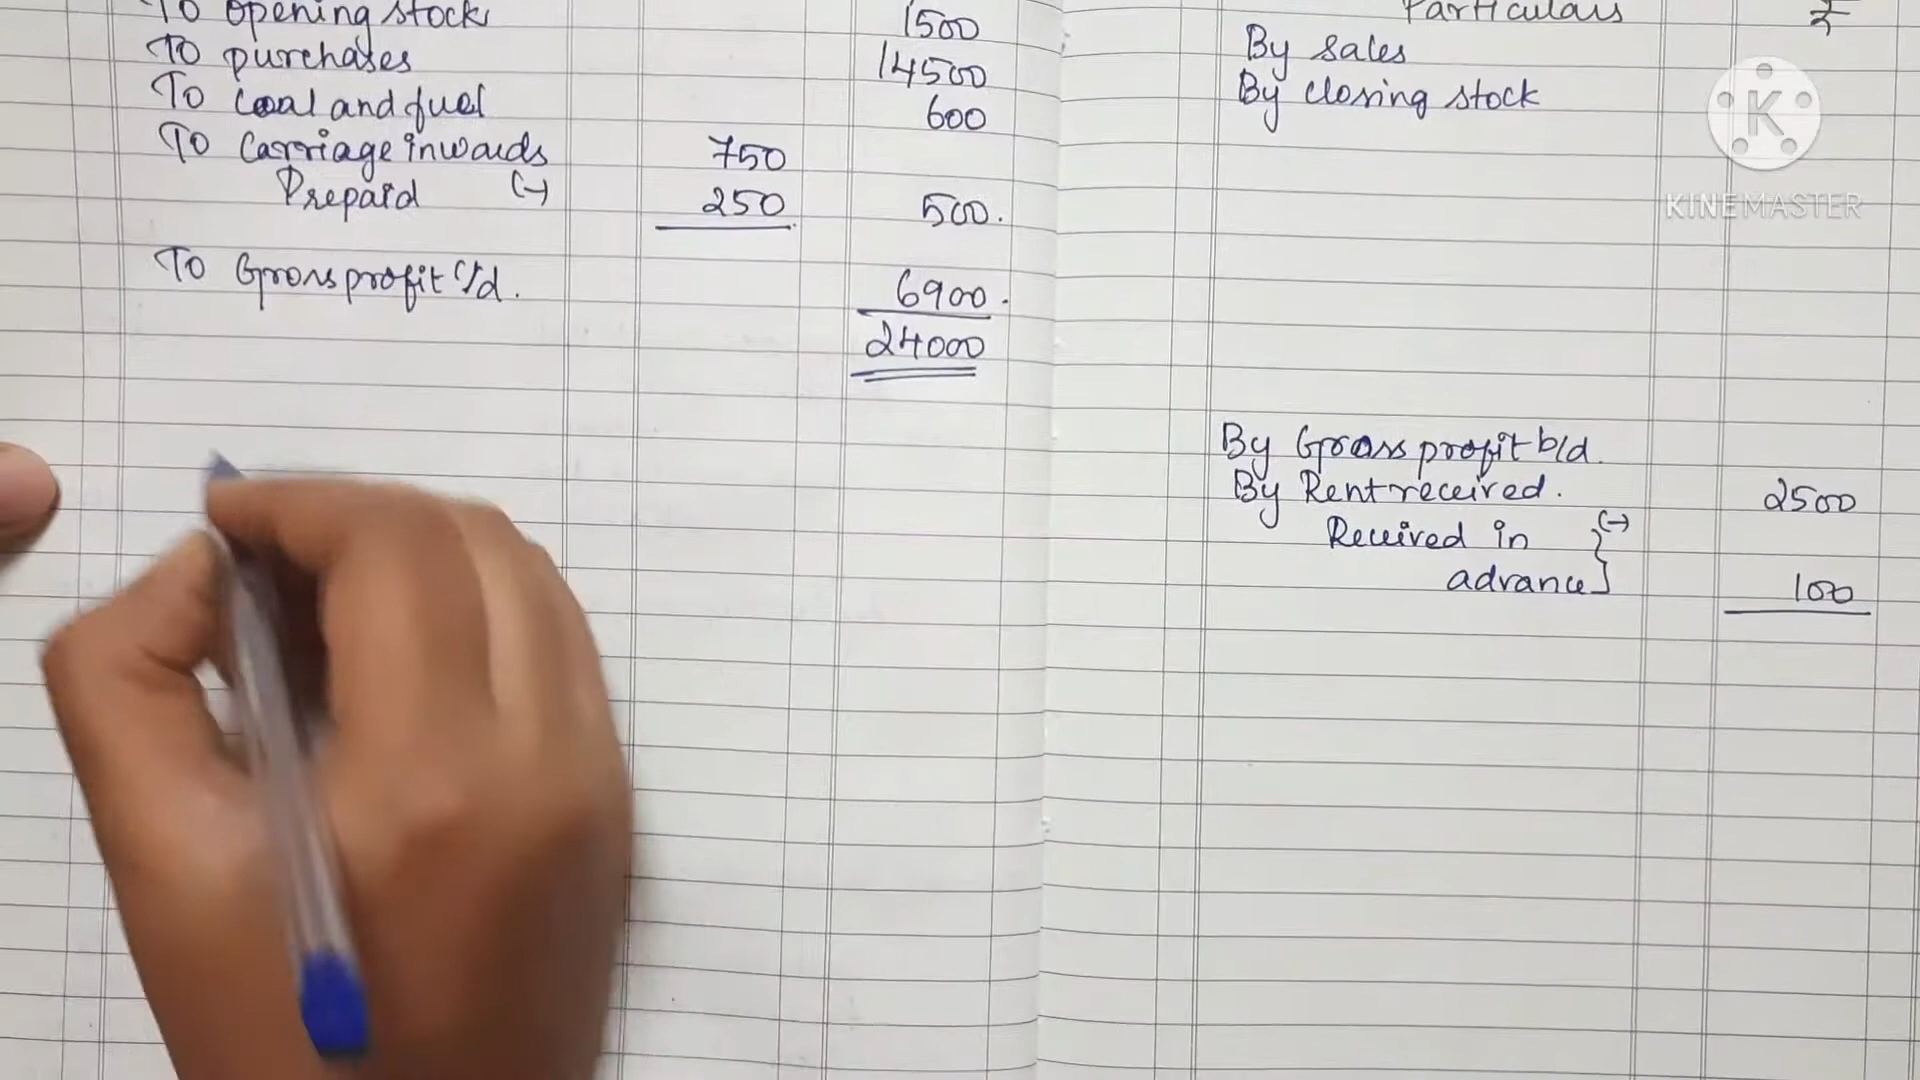 To opening stock 1500
To purchases 14500
To Coal and fuel 600
To Carriage inwards 750
Prepaid (-) 250 500.
To Gross profit c/d. 6900.
24000
Particulars ₹
By sales
By closing stock
K
KINEMASTER
By Gross profit b/d.
By Rent received. 2500
Received in (-)
advance 100